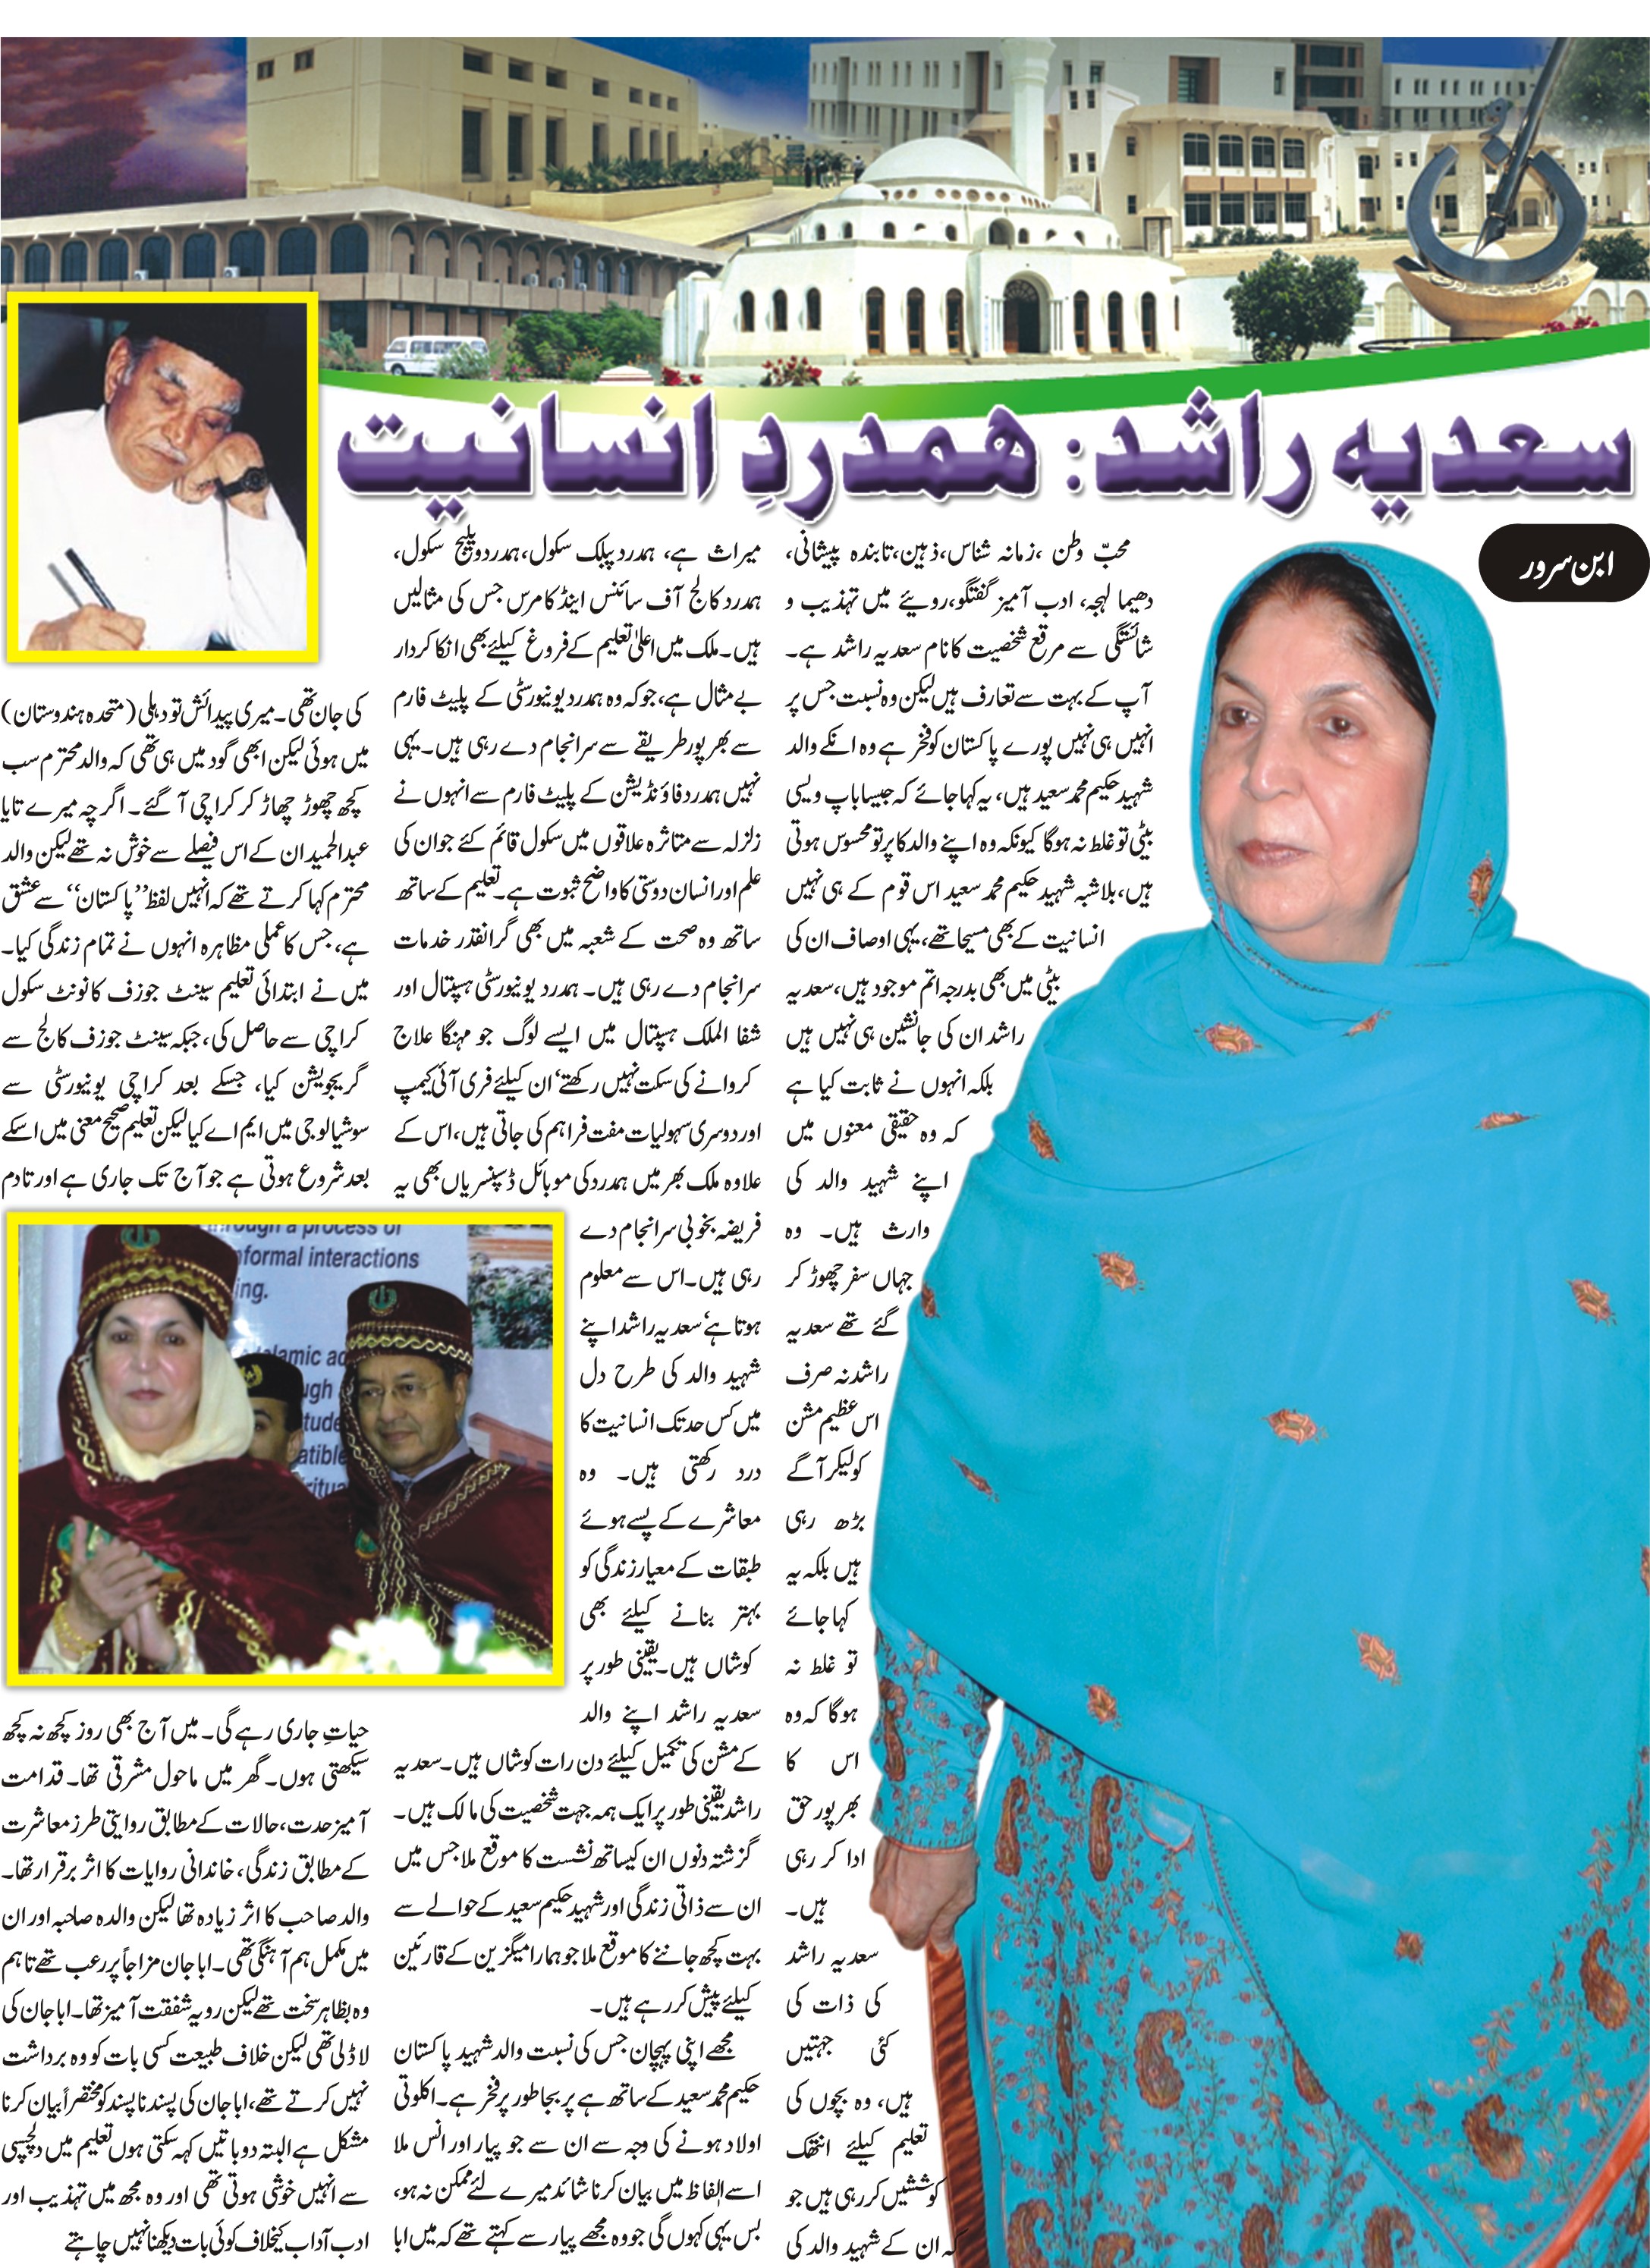 سعدیہ راشد: ہمدردِ انسانیت
ابن سرور
محبّ وطن ،زمانہ شناس،ذہین،تابندہ پیشانی،
دھیما لہجہ، ادب آمیز گفتگو،رویئے میں تہذیب و
شائستگی سے مرقع شخصیت کا نام سعدیہ راشد ہے۔
آپ کے بہت سے تعارف ہیں لیکن وہ نسبت جس پر
انہیں ہی نہیں پورے پاکستان کو فخر ہے وہ انکے والد
شہید حکیم محمد سعید ہیں، یہ کہا جائے کہ جیسا باپ ویسی
بیٹی تو غلط نہ ہوگا کیونکہ وہ اپنے والد کا پرتو محسوس ہوتی
ہیں،بلاشبہ شہید حکیم محمد سعید اس قوم کے ہی نہیں
انسانیت کے بھی مسیحا تھے، یہی اوصاف ان کی
بیٹی میں بھی بدرجہ اتم موجود ہیں،سعدیہ
راشد ان کی جانشین ہی نہیں ہیں
بلکہ انہوں نے ثابت کیا ہے
کہ وہ حقیقی معنوں میں
اپنے شہید والد کی
وارث ہیں۔ وہ
جہاں سفر چھوڑ کر
گئے تھے سعدیہ
راشد نہ صرف
اس عظیم مشن
کو لیکر آگے
بڑھ رہی
ہیں بلکہ یہ
کہا جائے
تو غلط نہ
ہوگا کہ وہ
اس کا
بھر پور حق
ادا کر رہی
ہیں۔
سعدیہ راشد
کی ذات کی
کئی جہتیں
ہیں، وہ بچوں کی
تعلیم کیلئے انتھک
کوششیں کر رہی ہیں جو
کہ ان کے شہید والد کی
میراث ہے، ہمدرد پبلک سکول،ہمدرد ویلیج سکول،
ہمدرد کالج آف سائنس اینڈ کامرس جس کی مثالیں
ہیں۔ملک میں اعلیٰ تعلیم کے فروغ کیلئے بھی انکا کردار
بے مثال ہے، جو کہ وہ ہمدرد یونیورسٹی کے پلیٹ فارم
سے بھر پور طریقے سے سرانجام دے رہی ہیں۔ یہی
نہیں ہمدرد فاؤنڈیشن کے پلیٹ فارم سے انہوں نے
زلزلہ سے متاثرہ علاقوں میں سکول قائم کئے جو ان کی
علم اور انسان دوستی کا واضح ثبوت ہے۔ تعلیم کے ساتھ
ساتھ وہ صحت کے شعبہ میں بھی گرانقدر خدمات
سرانجام دے رہی ہیں۔ ہمدرد یونیورسٹی ہسپتال اور
شفا الملک ہسپتال میں ایسے لوگ جو مہنگا علاج
کروانے کی سکت نہیں رکھتے‘ ان کیلئے فری آئی کیمپ
اور دوسری سہولیات مفت فراہم کی جاتی ہیں،اس کے
علاوہ ملک بھر میں ہمدرد کی موبائل ڈسپنسریاں بھی یہ
فریضہ بخوبی سرانجام دے
رہی ہیں۔اس سے معلوم
ہوتا ہے‘ سعدیہ راشد اپنے
شہید والد کی طرح دل
میں کس حد تک انسانیت کا
درد رکھتی ہیں۔ وہ
معاشرے کے پسے ہوئے
طبقات کے معیار زندگی کو
بہتر بنانے کیلئے بھی
کوشاں ہیں۔یقینی طور پر
سعدیہ راشد اپنے والد
کے مشن کی تکمیل کیلئے دن رات کوشاں ہیں۔ سعدیہ
راشد یقینی طور پر ایک ہمہ جہت شخصیت کی مالک ہیں۔
گزشتہ دنوں ان کیساتھ نشست کا موقع ملا جس میں
ان سے ذاتی زندگی اور شہید حکیم سعید کے حوالے سے
بہت کچھ جاننے کا موقع ملا جو ہمارا میگزین کے قارئین
کیلئے پیش کر رہے ہیں۔
مجھے اپنی پہچان جس کی نسبت والد شہید پاکستان
حکیم محمد سعید کے ساتھ ہے پر بجا طور پر فخر ہے۔ اکلوتی
اولاد ہونے کی وجہ سے ان سے جو پیار اور انس ملا
اسے الفاظ میں بیان کرنا شائد میرے لئے ممکن نہ ہو،
بس یہی کہوں گی جو وہ مجھے پیار سے کہتے تھے کہ میں ابا
کی جان تھی۔ میری پیدائش تو دہلی (متحدہ ہندوستان)
میں ہوئی لیکن ابھی گود میں ہی تھی کہ والد محترم سب
کچھ چھوڑ چھاڑ کر کراچی آ گئے۔ اگرچہ میرے تایا
عبدالحمید ان کے اس فیصلے سے خوش نہ تھے لیکن والد
محترم کہا کرتے تھے کہ انہیں لفظ ’’پاکستان‘‘ سے عشق
ہے، جس کا عملی مظاہرہ انہوں نے تمام زندگی کیا۔
میں نے ابتدائی تعلیم سینٹ جوزف کانونٹ سکول
کراچی سے حاصل کی، جبکہ سینٹ جوزف کالج سے
گریجویشن کیا، جسکے بعد کراچی یونیورسٹی سے
سوشیالوجی میں ایم اے کیا لیکن تعلیم صحیح معنی میں اسکے
بعد شروع ہوتی ہے جو آج تک جاری ہے اور تادم
through a process of
informal interactions
ing.
Islamic
حیاتِ جاری رہے گی۔ میں آج بھی روز کچھ نہ کچھ
سیکھتی ہوں۔ گھر میں ماحول مشرقی تھا۔ قدامت
آمیز حدت، حالات کے مطابق روایتی طرز معاشرت
کے مطابق زندگی، خاندانی روایات کا اثر برقرار تھا۔
والد صاحب کا اثر زیادہ تھا لیکن والدہ صاحبہ اور ان
میں مکمل ہم آہنگی تھی۔ ابا جان مزاجاً پر رعب تھے تاہم
وہ بظاہر سخت تھے لیکن رویہ شفقت آمیز تھا۔ ابا جان کی
لاڈلی تھی لیکن خلاف طبیعت کسی بات کو وہ برداشت
نہیں کرتے تھے، ابا جان کی پسند نا پسند کو مختصراً بیان کرنا
مشکل ہے البتہ دو باتیں کہہ سکتی ہوں تعلیم میں دلچسپی
سے انہیں خوشی ہوتی تھی اور وہ مجھ میں تہذیب اور
ادب آداب کیخلاف کوئی بات دیکھنا نہیں چاہتے